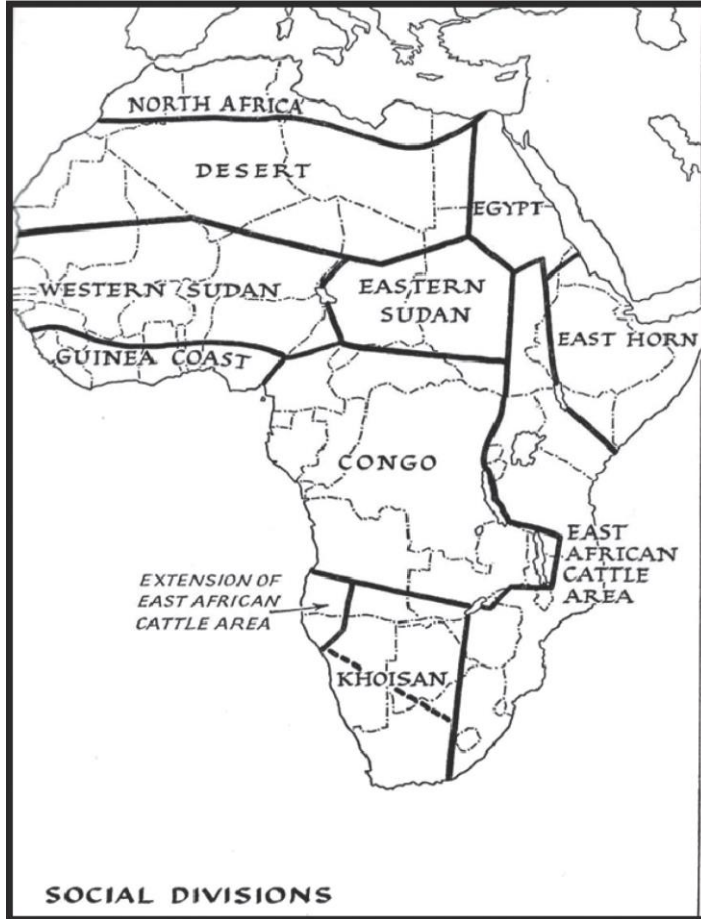 NORTH AFRICA
DESERT
EGYPT
WESTERN SUDAN
EASTERN
SUDAN
EAST HORN
GUINEA COAST
CONGO
EAST
AFRICAN
CATTLE
AREA
EXTENSION OF
EAST AFRICAN
CATTLE AREA
KHOISAN
SOCIAL DIVISIONS